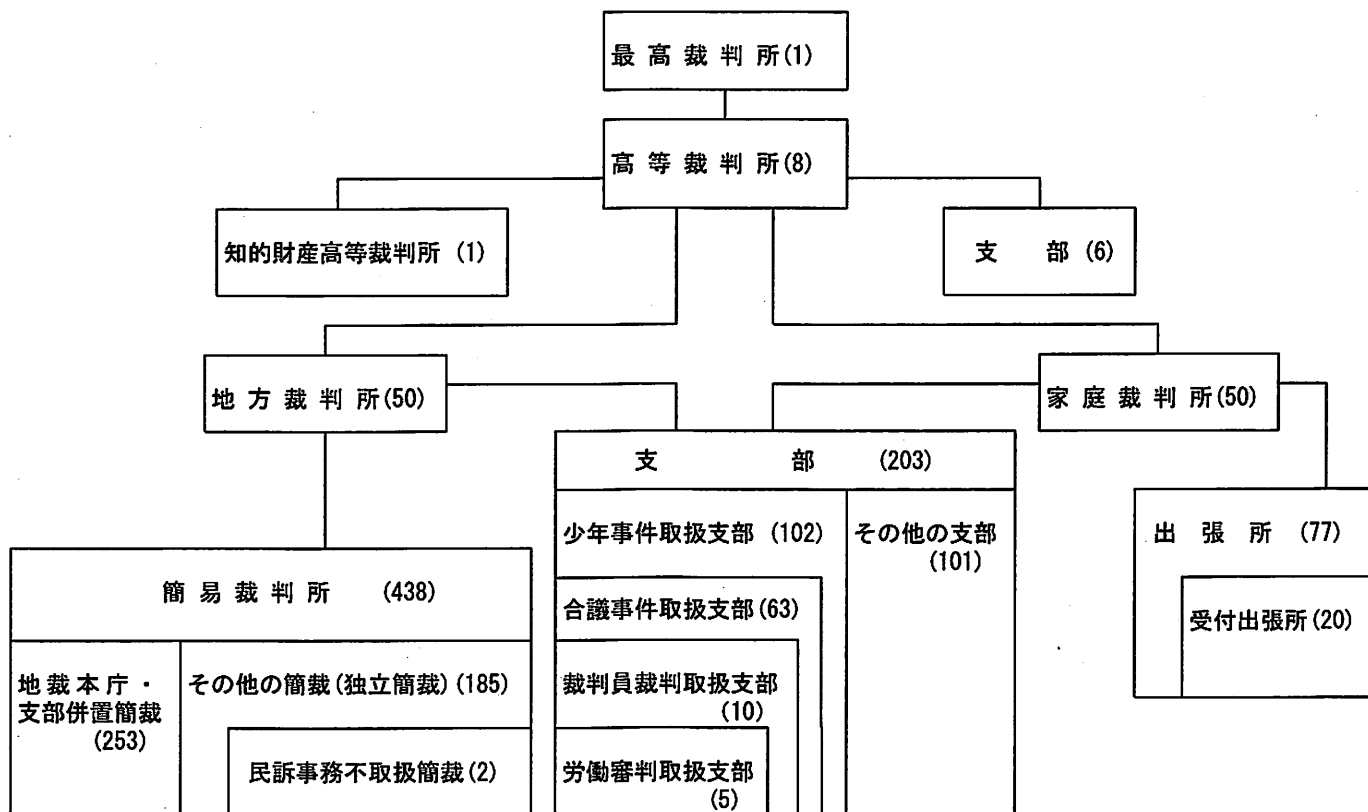 最高裁判所(1)
高等裁判所(8)
知的財産高等裁判所 (1)
支 部 (6)
地方裁判所(50)
家庭裁判所(50)
支 部 (203)
少年事件取扱支部 (102)
その他の支部
(101)
合議事件取扱支部(63)
裁判員裁判取扱支部
(10)
労働審判取扱支部
(5)
出張所 (77)
受付出張所(20)
簡易裁判所 (438)
地裁本庁・
支部併置簡裁
(253)
その他の簡裁(独立簡裁)(185)
民訴事務不取扱簡裁(2)